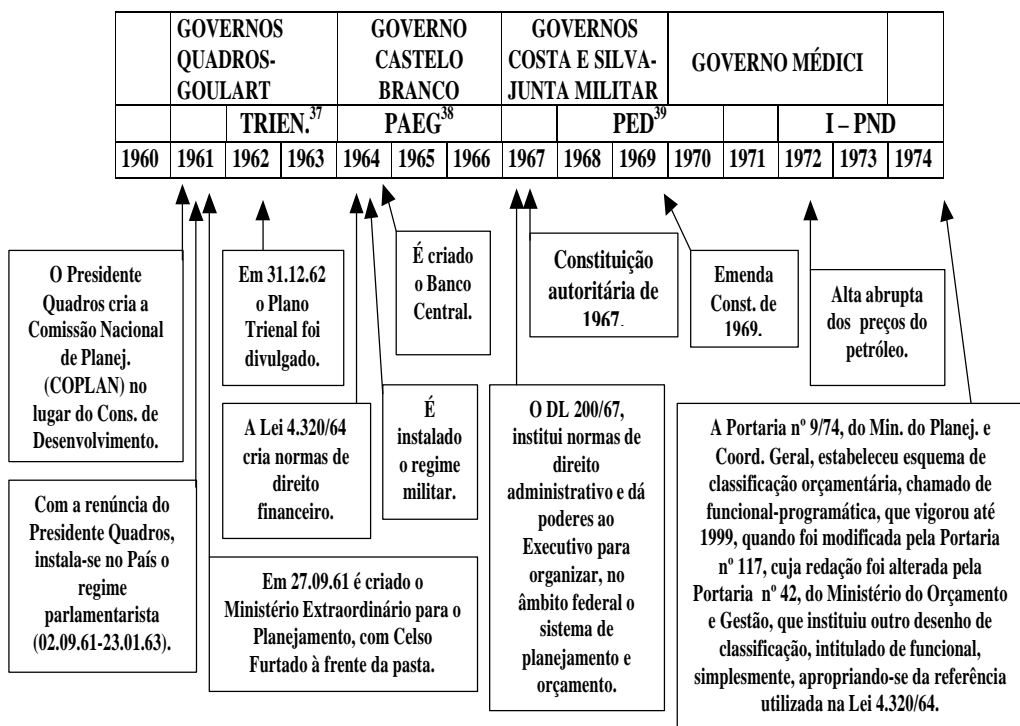 GOVERNOS
QUADROS-
GOULART
GOVERNO
CASTELO
BRANCO
GOVERNOS
COSTA E SILVA-
JUNTA MILITAR
GOVERNO MÉDICI
TRIEN.37
PAEG38
PED39
I – PND
1960 1961 1962 1963 1964 1965 1966 1967 1968 1969 1970 1971 1972 1973 1974
O Presidente
Quadros cria a
Comissão Nacional
de Planej.
(COPLAN) no
lugar do Cons. de
Desenvolvimento.
Em 31.12.62
o Plano
Trienal foi
divulgado.
É criado
o Banco
Central.
Constituição
autoritária de
1967.
Emenda
Const. de
1969.
Alta abrupta
dos preços do
petróleo.
Com a renúncia do
Presidente Quadros,
instala-se no País o
regime
parlamentarista
(02.09.61-23.01.63).
A Lei 4.320/64
cria normas de
direito
financeiro.
É
instalado
o regime
militar.
Em 27.09.61 é criado o
Ministério Extraordinário para o
Planejamento, com Celso
Furtado à frente da pasta.
O DL 200/67,
institui normas de
direito
administrativo e dá
poderes ao
Executivo para
organizar, no
âmbito federal o
sistema de
planejamento e
orçamento.
A Portaria nº 9/74, do Min. do Planej. e
Coord. Geral, estabeleceu esquema de
classificação orçamentária, chamado de
funcional-programática, que vigorou até
1999, quando foi modificada pela Portaria
nº 117, cuja redação foi alterada pela
Portaria nº 42, do Ministério do Orçamento
e Gestão, que instituiu outro desenho de
classificação, intitulado de funcional,
simplesmente, apropriando-se da referência
utilizada na Lei 4.320/64.